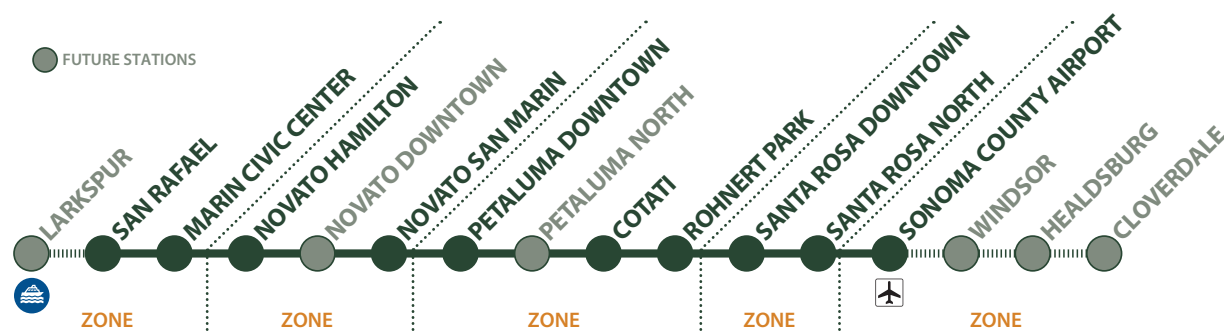 FUTURE STATIONS
LARKSPUR
SAN RAFAEL
MARIN CIVIC CENTER
NOVATO HAMILTON
NOVATO DOWNTOWN
NOVATO SAN MARIN
PETALUMA DOWNTOWN
PETALUMA NORTH
COTATI
ROHNERT PARK
SANTA ROSA DOWNTOWN
SANTA ROSA NORTH
SONOMA COUNTY AIRPORT
WINDSOR
HEALDSBURG
CLOVERDALE
ZONE
ZONE
ZONE
ZONE
ZONE